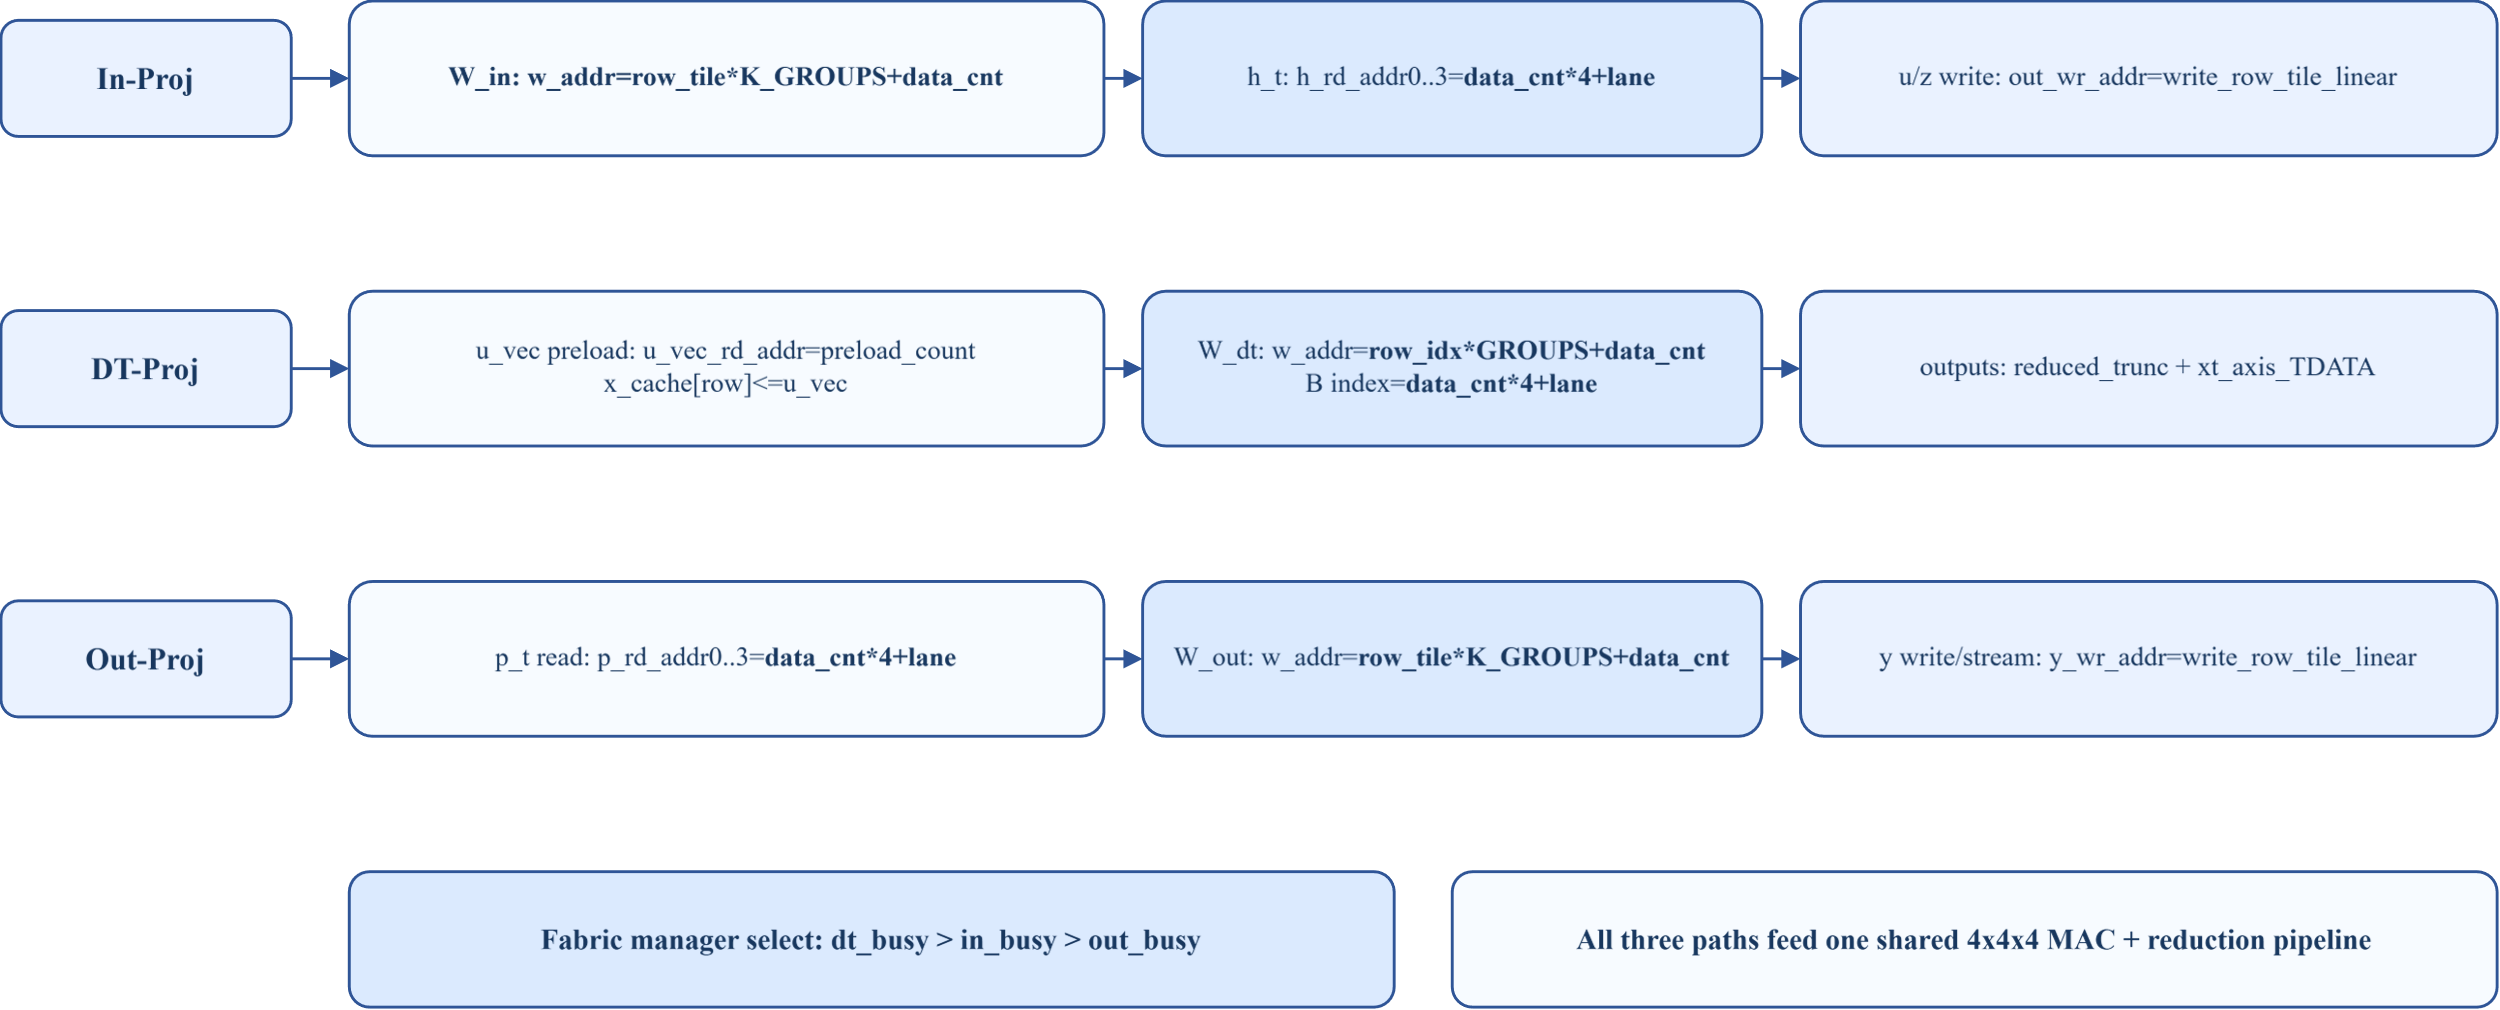 In-Proj
W_in: w_addr=row_tile*K_GROUPS+data_cnt
h_t: h_rd_addr0..3=data_cnt*4+lane
u/z write: out_wr_addr=write_row_tile_linear
DT-Proj
u_vec preload: u_vec_rd_addr=preload_count
x_cache[row]<=u_vec
W_dt: w_addr=row_idx*GROUPS+data_cnt
B index=data_cnt*4+lane
outputs: reduced_trunc + xt_axis_TDATA
Out-Proj
p_t read: p_rd_addr0..3=data_cnt*4+lane
W_out: w_addr=row_tile*K_GROUPS+data_cnt
y write/stream: y_wr_addr=write_row_tile_linear
Fabric manager select: dt_busy > in_busy > out_busy
All three paths feed one shared 4x4x4 MAC + reduction pipeline